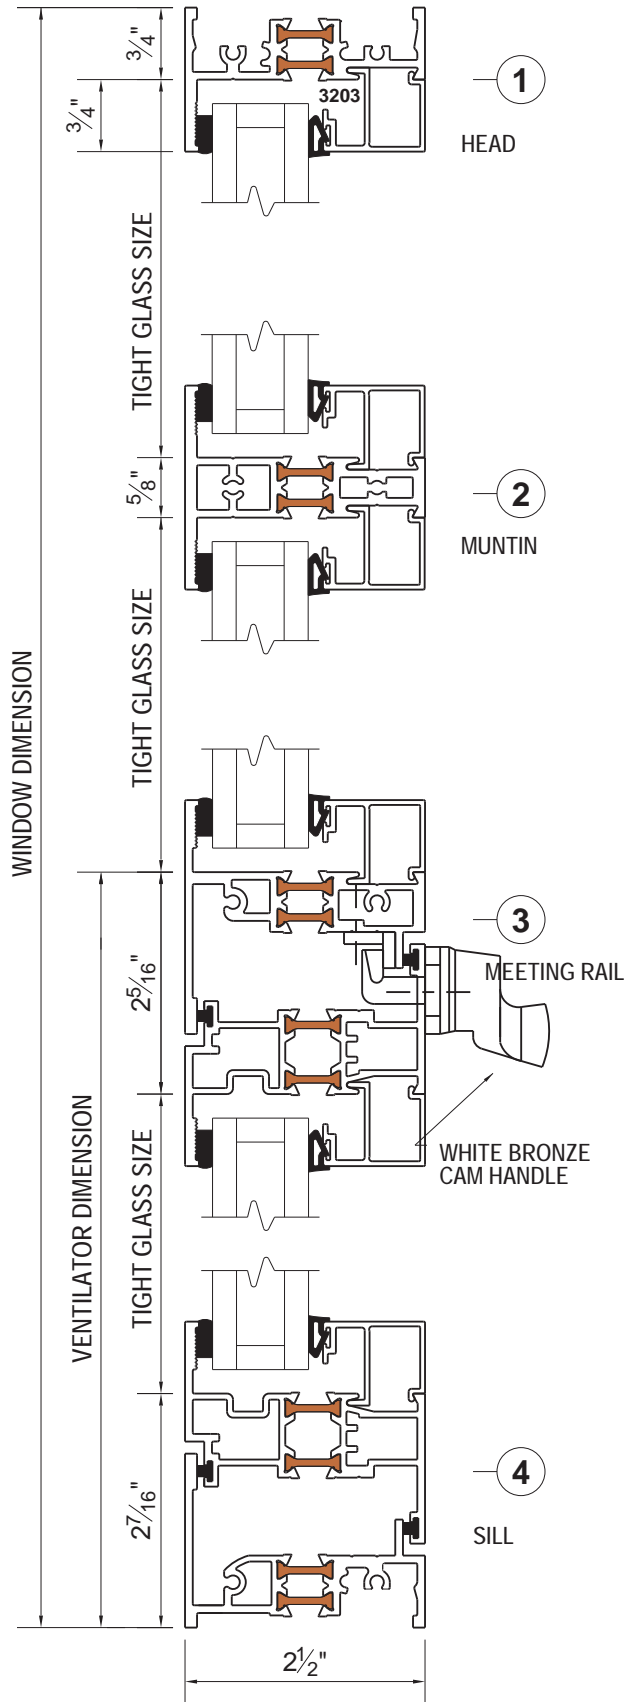 3/4"
3/4"
3203
1
HEAD
TIGHT GLASS SIZE
5/8"
2
MUNTIN
TIGHT GLASS SIZE
WINDOW DIMENSION
2 5/16"
3
MEETING RAIL
WHITE BRONZE
CAM HANDLE
VENTILATOR DIMENSION
TIGHT GLASS SIZE
2 7/16"
4
SILL
2 1/2"